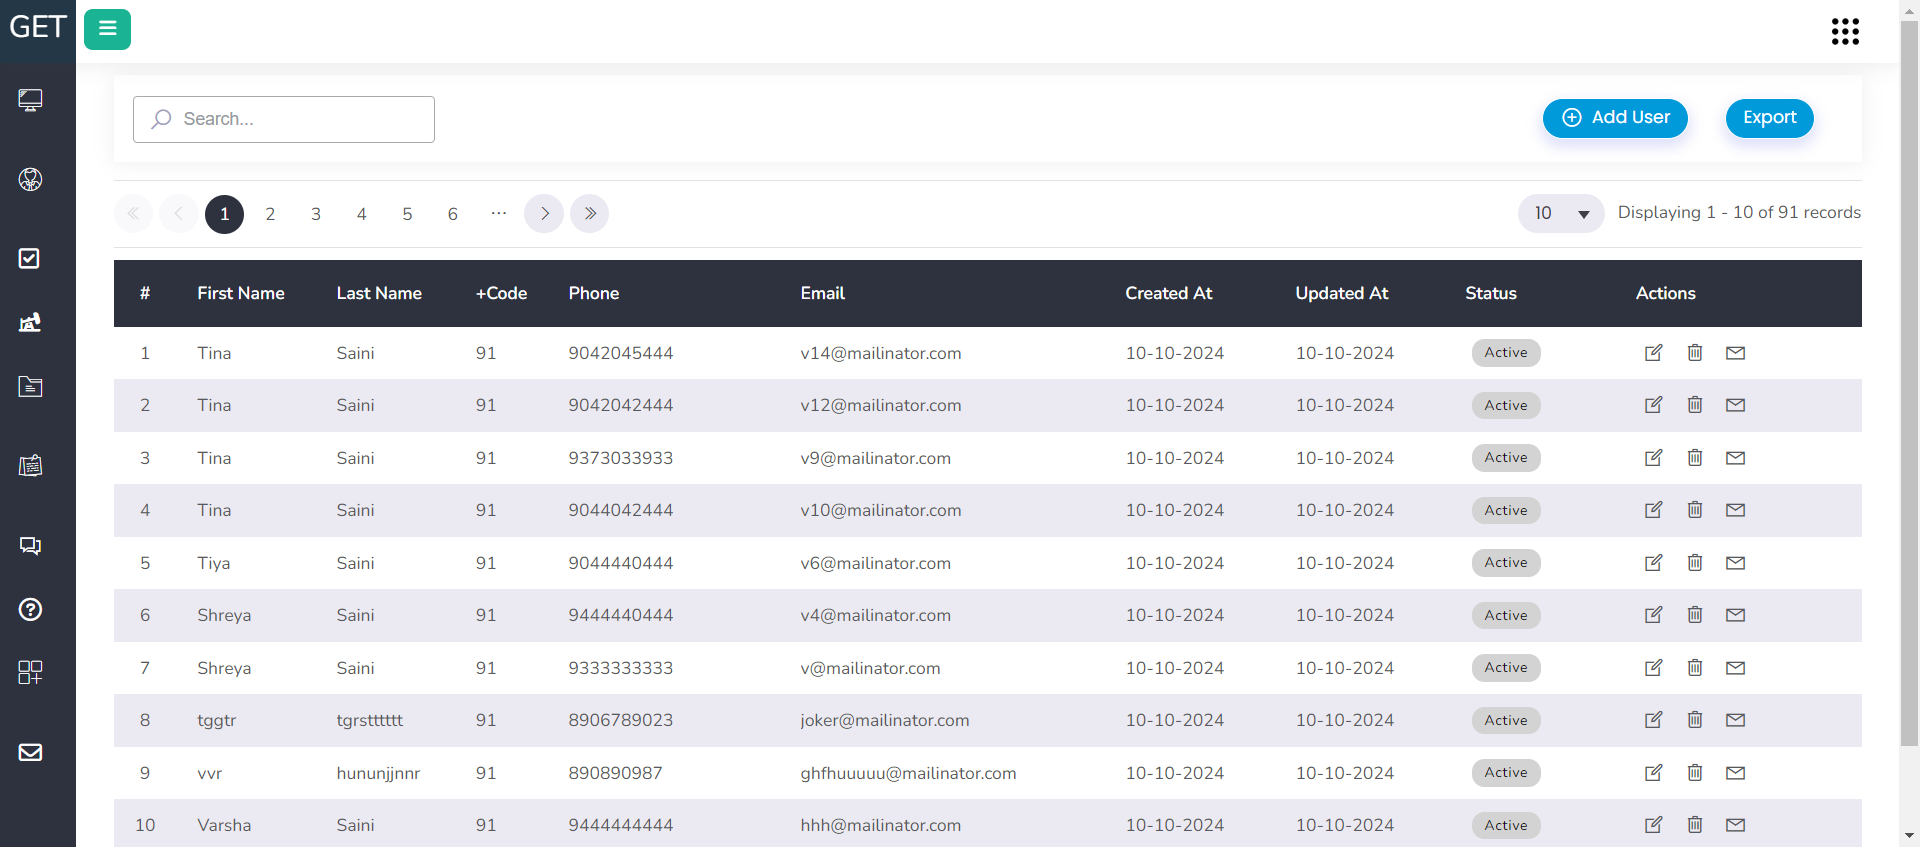 GET
Search...
Add User
Export
1 2 3 4 5 6 ...
10
Displaying 1 - 10 of 91 records
# First Name Last Name +Code Phone Email Created At Updated At Status Actions
1 Tina Saini 91 9042045444 v14@mailinator.com 10-10-2024 10-10-2024 Active
2 Tina Saini 91 9042042444 v12@mailinator.com 10-10-2024 10-10-2024 Active
3 Tina Saini 91 9373033933 v9@mailinator.com 10-10-2024 10-10-2024 Active
4 Tina Saini 91 9044042444 v10@mailinator.com 10-10-2024 10-10-2024 Active
5 Tiya Saini 91 9044440444 v6@mailinator.com 10-10-2024 10-10-2024 Active
6 Shreya Saini 91 9444440444 v4@mailinator.com 10-10-2024 10-10-2024 Active
7 Shreya Saini 91 9333333333 v@mailinator.com 10-10-2024 10-10-2024 Active
8 tggtr tgrstttttt 91 8906789023 joker@mailinator.com 10-10-2024 10-10-2024 Active
9 vvr hununjjnnr 91 890890987 ghfhuuuuu@mailinator.com 10-10-2024 10-10-2024 Active
10 Varsha Saini 91 9444444444 hhh@mailinator.com 10-10-2024 10-10-2024 Active